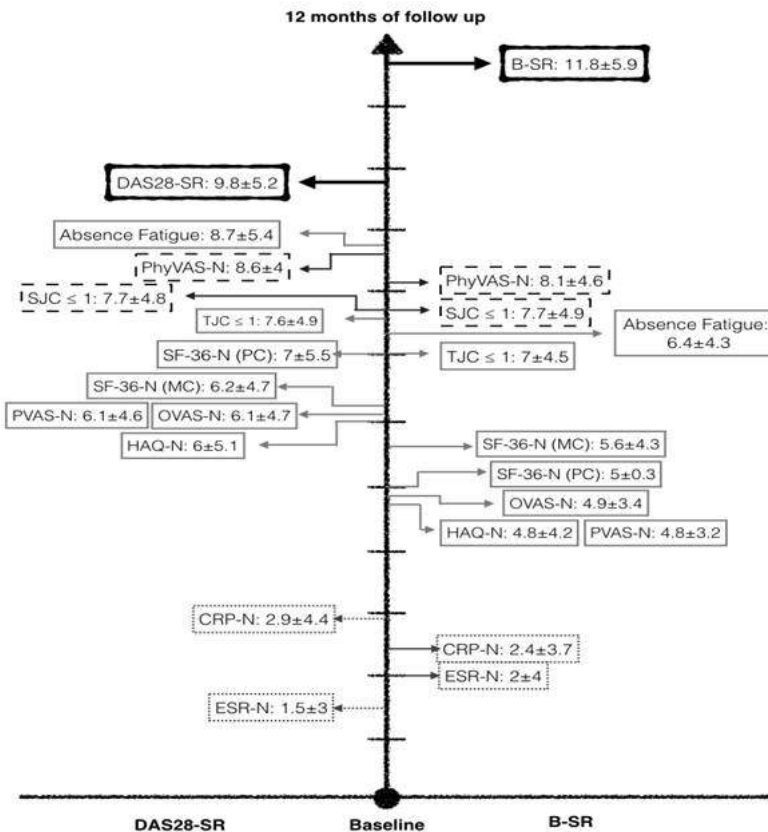 12 months of follow up
B-SR: 11.8±5.9
DAS28-SR: 9.8±5.2
Absence Fatigue: 8.7±5.4
PhyVAS-N: 8.6±4
PhyVAS-N: 8.1±4.6
SJC ≤ 1: 7.7±4.8
SJC ≤ 1: 7.7±4.9
TJC ≤ 1: 7.6±4.9
Absence Fatigue:
6.4±4.3
SF-36-N (PC): 7±5.5
TJC ≤ 1: 7±4.5
SF-36-N (MC): 6.2±4.7
PVAS-N: 6.1±4.6
OVAS-N: 6.1±4.7
HAQ-N: 6±5.1
SF-36-N (MC): 5.6±4.3
SF-36-N (PC): 5±0.3
OVAS-N: 4.9±3.4
HAQ-N: 4.8±4.2
PVAS-N: 4.8±3.2
CRP-N: 2.9±4.4
CRP-N: 2.4±3.7
ESR-N: 2±4
ESR-N: 1.5±3
DAS28-SR
Baseline
B-SR